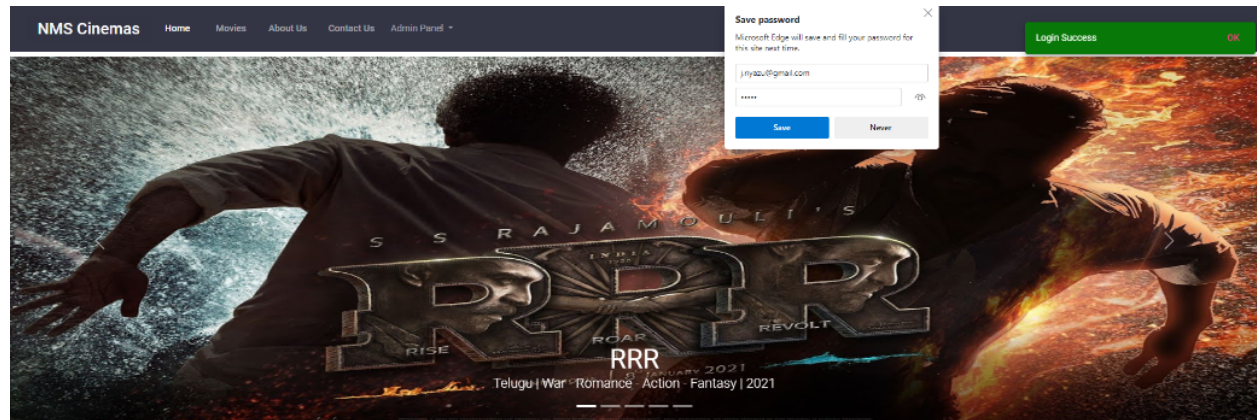 NMS Cinemas
Home Movies About Us Contact Us Admin Panel
Save password
Microsoft Edge will save and fill your password for
this site next time.
j.riyazu@gmail.com
Save Never
Login Success OK
S S RAJAMOULI'S
INDIA
RRR
RISE ROAR REVOLT
JANUARY 2021
RRR
Telugu | War - Romance - Action - Fantasy | 2021